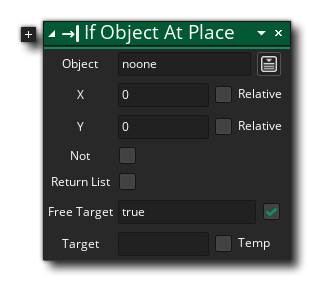 If Object At Place
Object noone
X 0 Relative
Y 0 Relative
Not
Return List
Free Target true
Target Temp